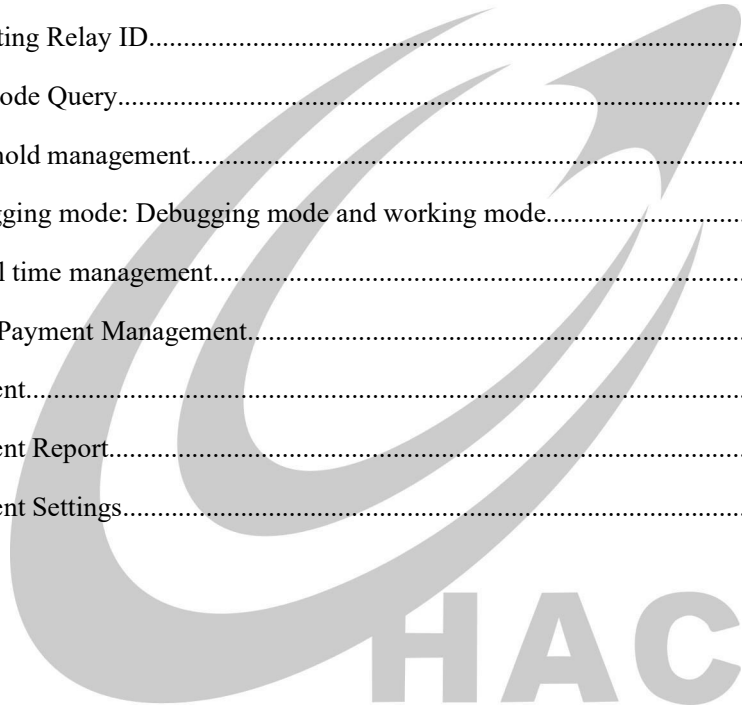 ting Relay ID.......................................................................................................
ode Query............................................................................................................
nold management...............................................................................................
gging mode: Debugging mode and working mode................................
l time management..........................................................................................
Payment Management....................................................................................
ent...........................................................................................................................
ent Report............................................................................................................
ent Settings..........................................................................................................
HAC